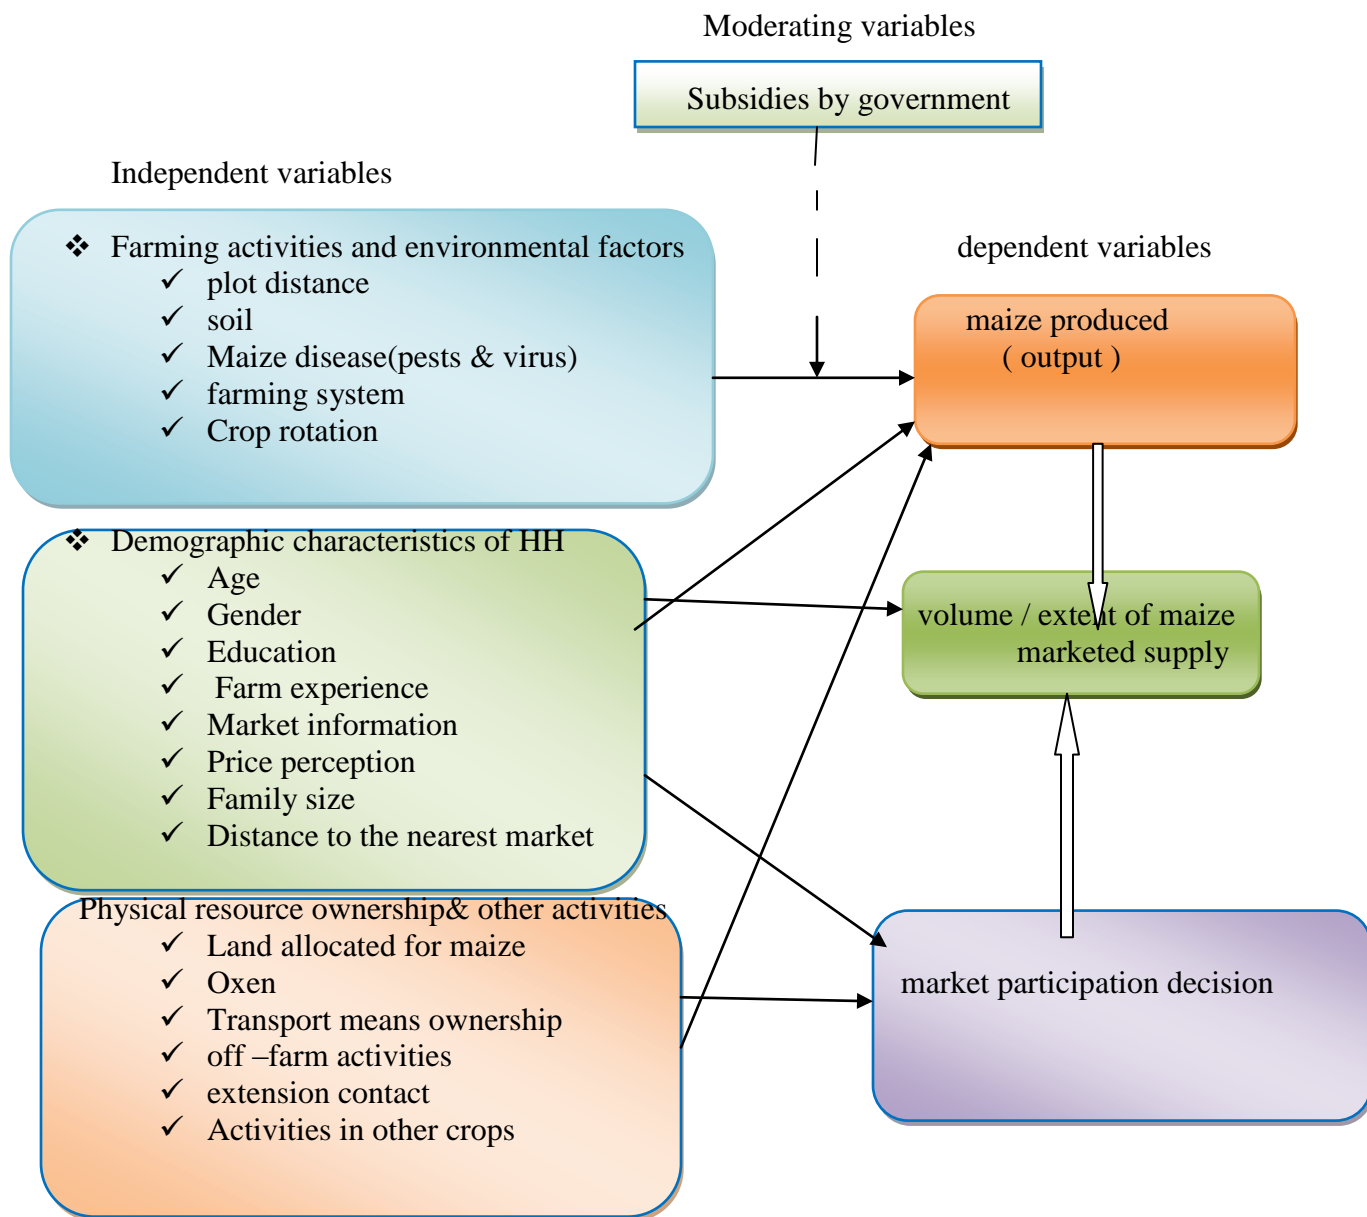 Moderating variables
Subsidies by government
Independent variables
❖ Farming activities and environmental factors
✓ plot distance
✓ soil
✓ Maize disease(pests & virus)
✓ farming system
✓ Crop rotation
dependent variables
maize produced
( output )
❖ Demographic characteristics of HH
✓ Age
✓ Gender
✓ Education
✓ Farm experience
✓ Market information
✓ Price perception
✓ Family size
✓ Distance to the nearest market
volume / extent of maize
marketed supply
Physical resource ownership& other activities
✓ Land allocated for maize
✓ Oxen
✓ Transport means ownership
✓ off –farm activities
✓ extension contact
✓ Activities in other crops
market participation decision